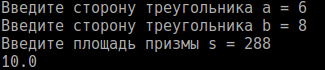 Введите сторону треугольника a = 6
Введите сторону треугольника b = 8
Введите площадь призмы s = 288
10.0